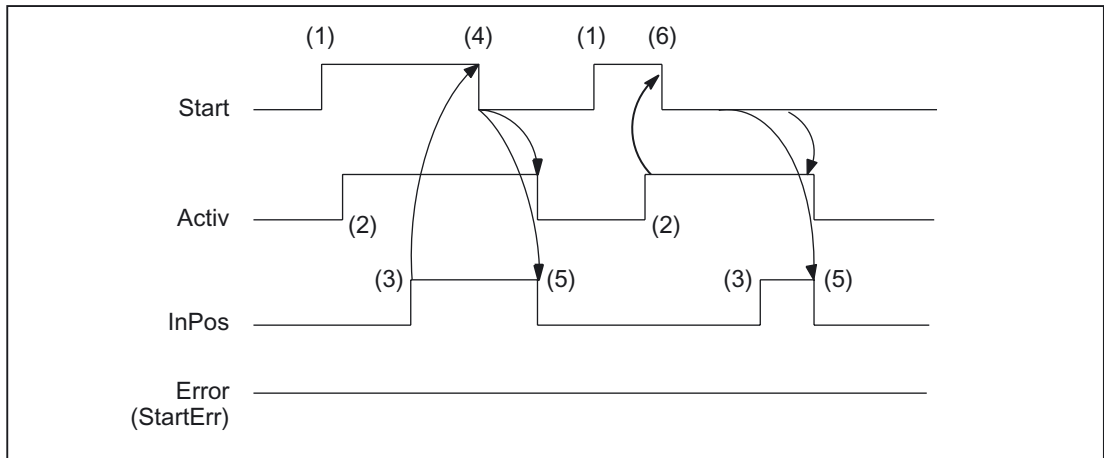 (1) (4) (1) (6)
Start
Activ
(2) (2)
(3) (5) (3) (5)
InPos
Error
(StartErr)